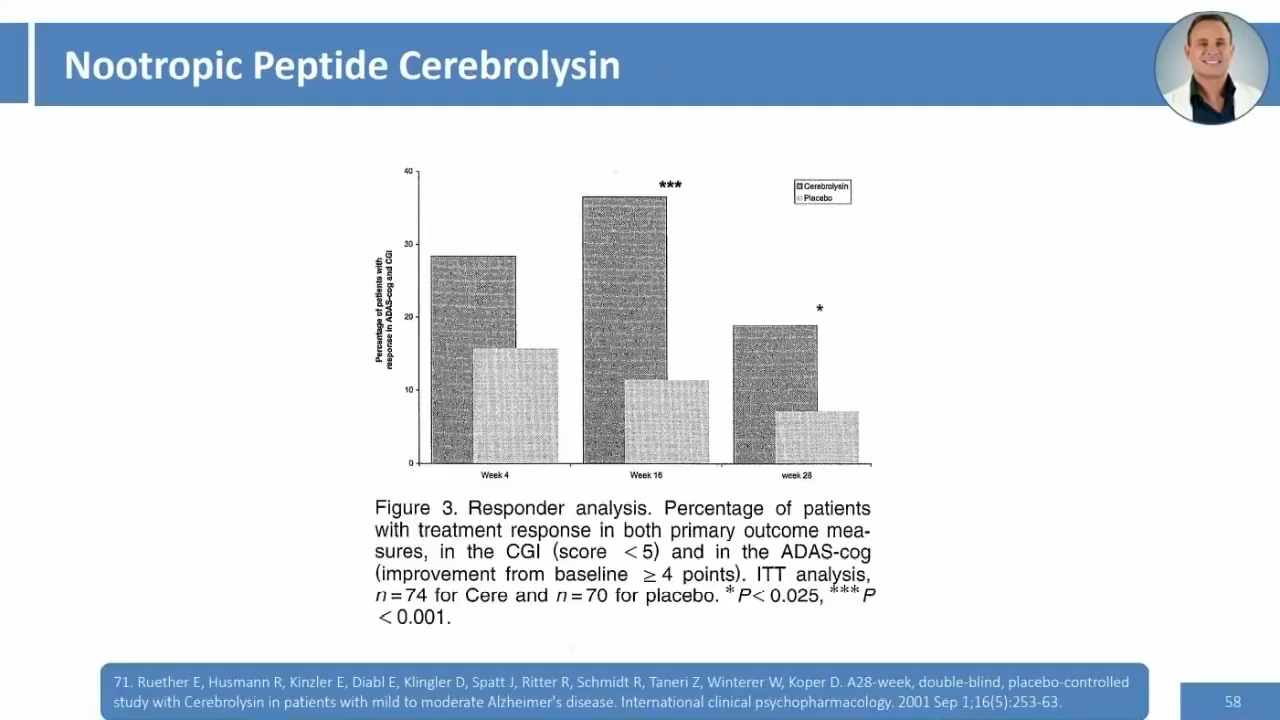 Nootropic Peptide Cerebrolysin
40
***
Cerebrolysin
Placebo
30
*
20
10
0
Percentage of patients with
response in ADAS-cog and CGI
Week 4
Week 16
week 28
Figure 3. Responder analysis. Percentage of patients
with treatment response in both primary outcome mea-
sures, in the CGI (score <5) and in the ADAS-cog
(improvement from baseline ≥ 4 points). ITT analysis,
n=74 for Cere and n=70 for placebo. *P< 0.025, ***P
<0.001.
71. Ruether E, Husmann R, Kinzler E, Diabl E, Klingler D, Spatt J, Ritter R, Schmidt R, Taneri Z, Winterer W, Koper D. A28-week, double-blind, placebo-controlled
study with Cerebrolysin in patients with mild to moderate Alzheimer's disease. International clinical psychopharmacology. 2001 Sep 1;16(5):253-63.
58